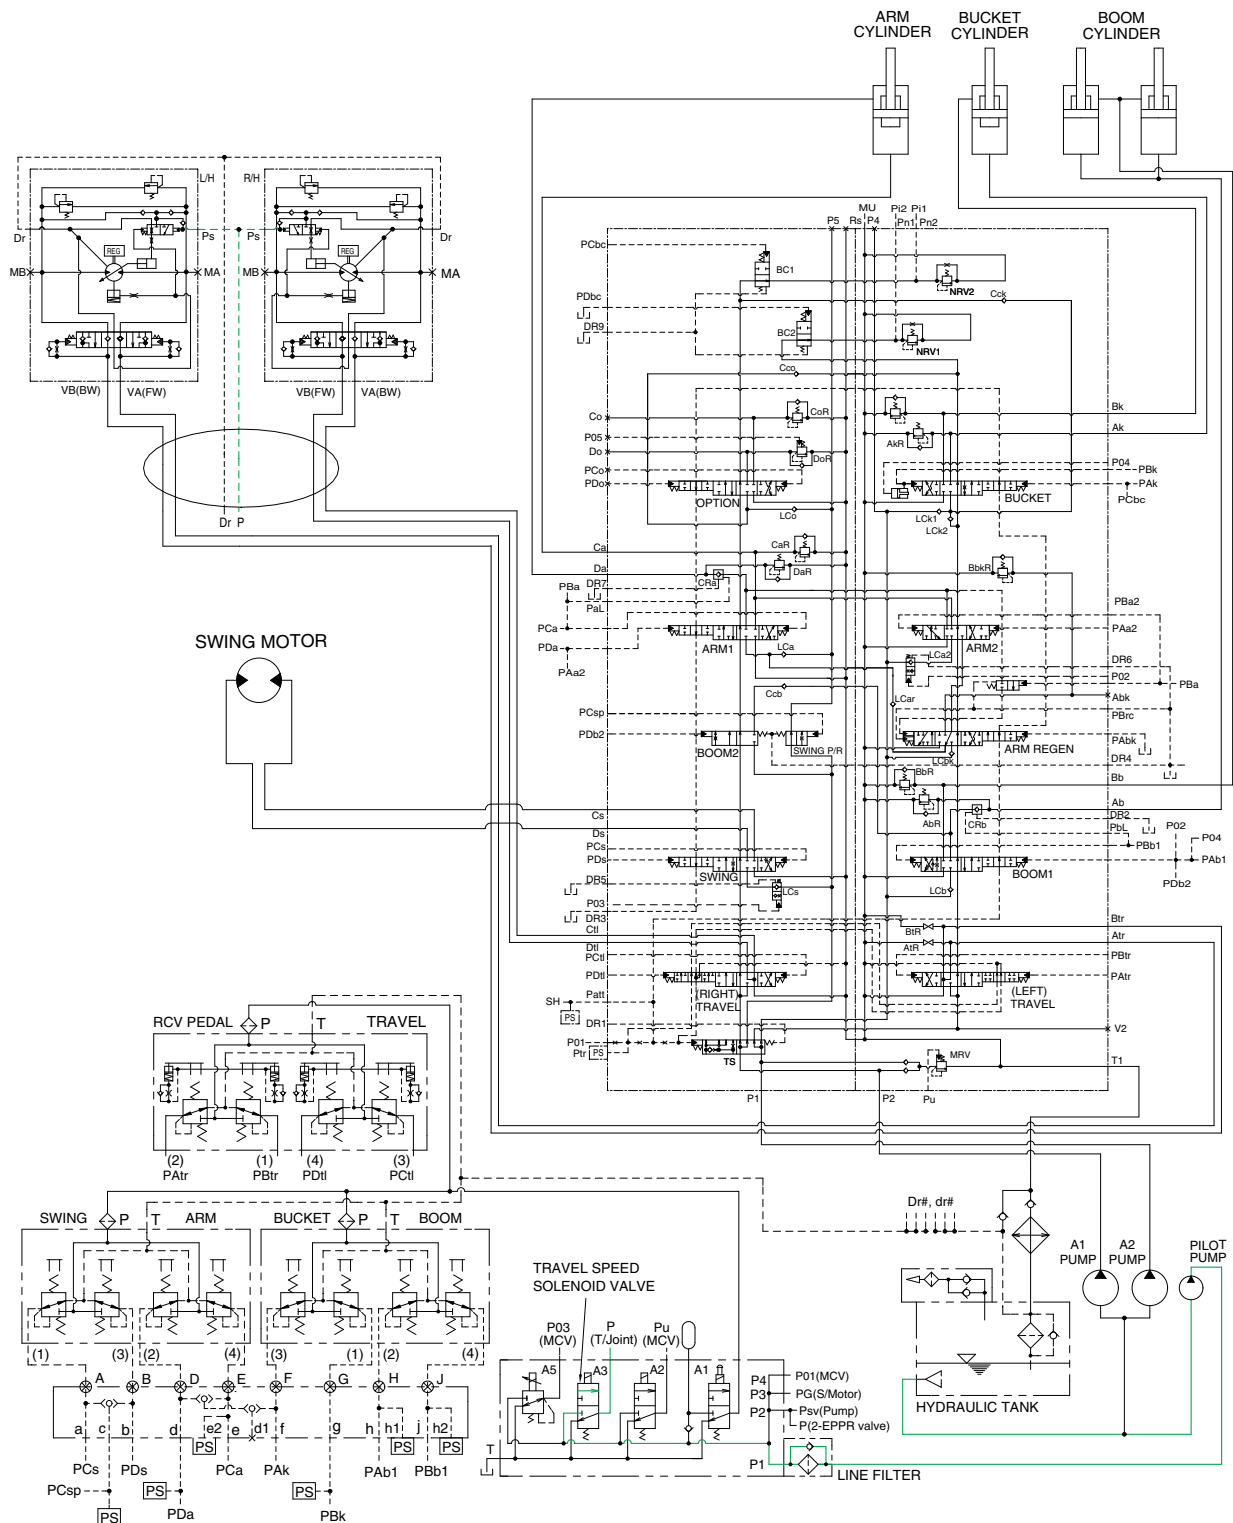 ARM
CYLINDER
BUCKET
CYLINDER
BOOM
CYLINDER
L/H
R/H
Dr
Ps
Ps
Dr
REG
REG
MB
MA
MB
MA
VB(BW)
VA(FW)
VB(FW)
VA(BW)
Dr P
MU
P5
Rs
P4
Pi2
Pn1
Pi1
Pn2
PCbc
BC1
NRV2
Cck
PDbc
DR9
BC2
NRV1
Cco
Co
CoR
P05
Do
DoR
PCo
PDo
OPTION
LCo
Bk
AkR
Ak
P04
PBk
PAk
PCbc
BUCKET
LCk1
LCk2
Ca
CaR
Da
DaR
CRa
PBa
DR7
PaL
PCa
PDa
PAa2
ARM1
LCa
BbkR
PBa2
PAa2
ARM2
LCa2
DR6
P02
PBa
LCar
Abk
PBrc
PAbk
ARM REGEN
LCbk
DR4
Ccb
PCsp
PDb2
BOOM2
SWING P/R
BbR
Bb
AbR
CRb
Ab
DR2
PbL
PBb1
P02
P04
PAb1
PDb2
SWING MOTOR
Cs
Ds
PCs
PDs
SWING
DR5
LCs
P03
DR3
BOOM1
LCb
Ctl
Dtl
PCtl
PDtl
(RIGHT)
TRAVEL
Btr
BtR
Atr
AtR
PBtr
PAtr
(LEFT)
TRAVEL
Patt
SH
PS
DR1
P01
Ptr
PS
TS
V2
MRV
T1
P1
P2
Pu
RCV PEDAL
P
T
TRAVEL
(2)
PAtr
(1)
PBtr
(4)
PDtl
(3)
PCtl
SWING
P
T
ARM
BUCKET
P
T
BOOM
(1)
(3)
(2)
(4)
(3)
(1)
(2)
(4)
A
B
D
E
F
G
H
J
a
c
b
d
e2
e
d1
f
g
h
h1
j
h2
PS
PS
PS
PCs
PDs
PCa
PAk
PAb1
PBb1
PCsp
PS
PS
PDa
PS
PBk
TRAVEL SPEED
SOLENOID VALVE
P03
(MCV)
P
(T/Joint)
Pu
(MCV)
A5
A3
A2
A1
T
P4
P01(MCV)
P3
PG(S/Motor)
P2
Psv(Pump)
P(2-EPPR valve)
P1
LINE FILTER
Dr#, dr#
A1
PUMP
A2
PUMP
PILOT
PUMP
HYDRAULIC TANK